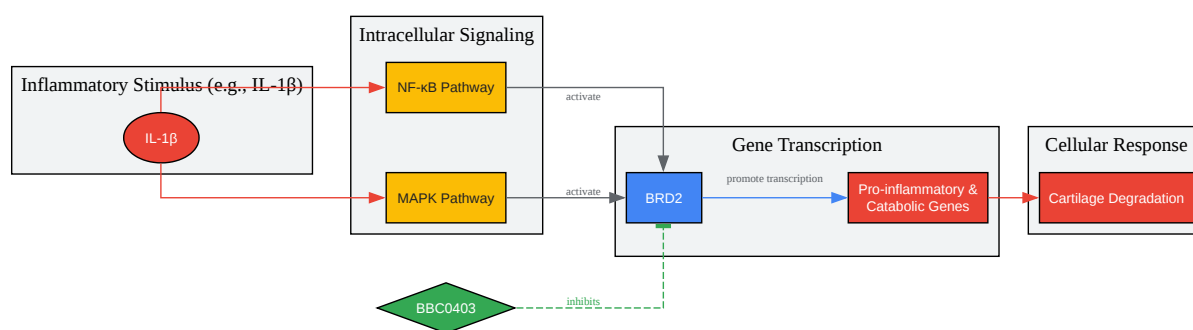 Inflammatory Stimulus (e.g., IL-1β)
IL-1β
Intracellular Signaling
NF-κB Pathway
MAPK Pathway
activate
activate
Gene Transcription
BRD2
promote transcription
Pro-inflammatory &
Catabolic Genes
Cellular Response
Cartilage Degradation
BBC0403
inhibits